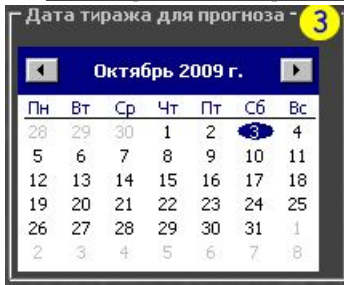 Дата тиража для прогноза - 3
Октябрь 2009 г.
Пн Вт Ср Чт Пт Сб Вс
28 29 30 1 2 3 4
5 6 7 8 9 10 11
12 13 14 15 16 17 18
19 20 21 22 23 24 25
26 27 28 29 30 31 1
2 3 4 5 6 7 8